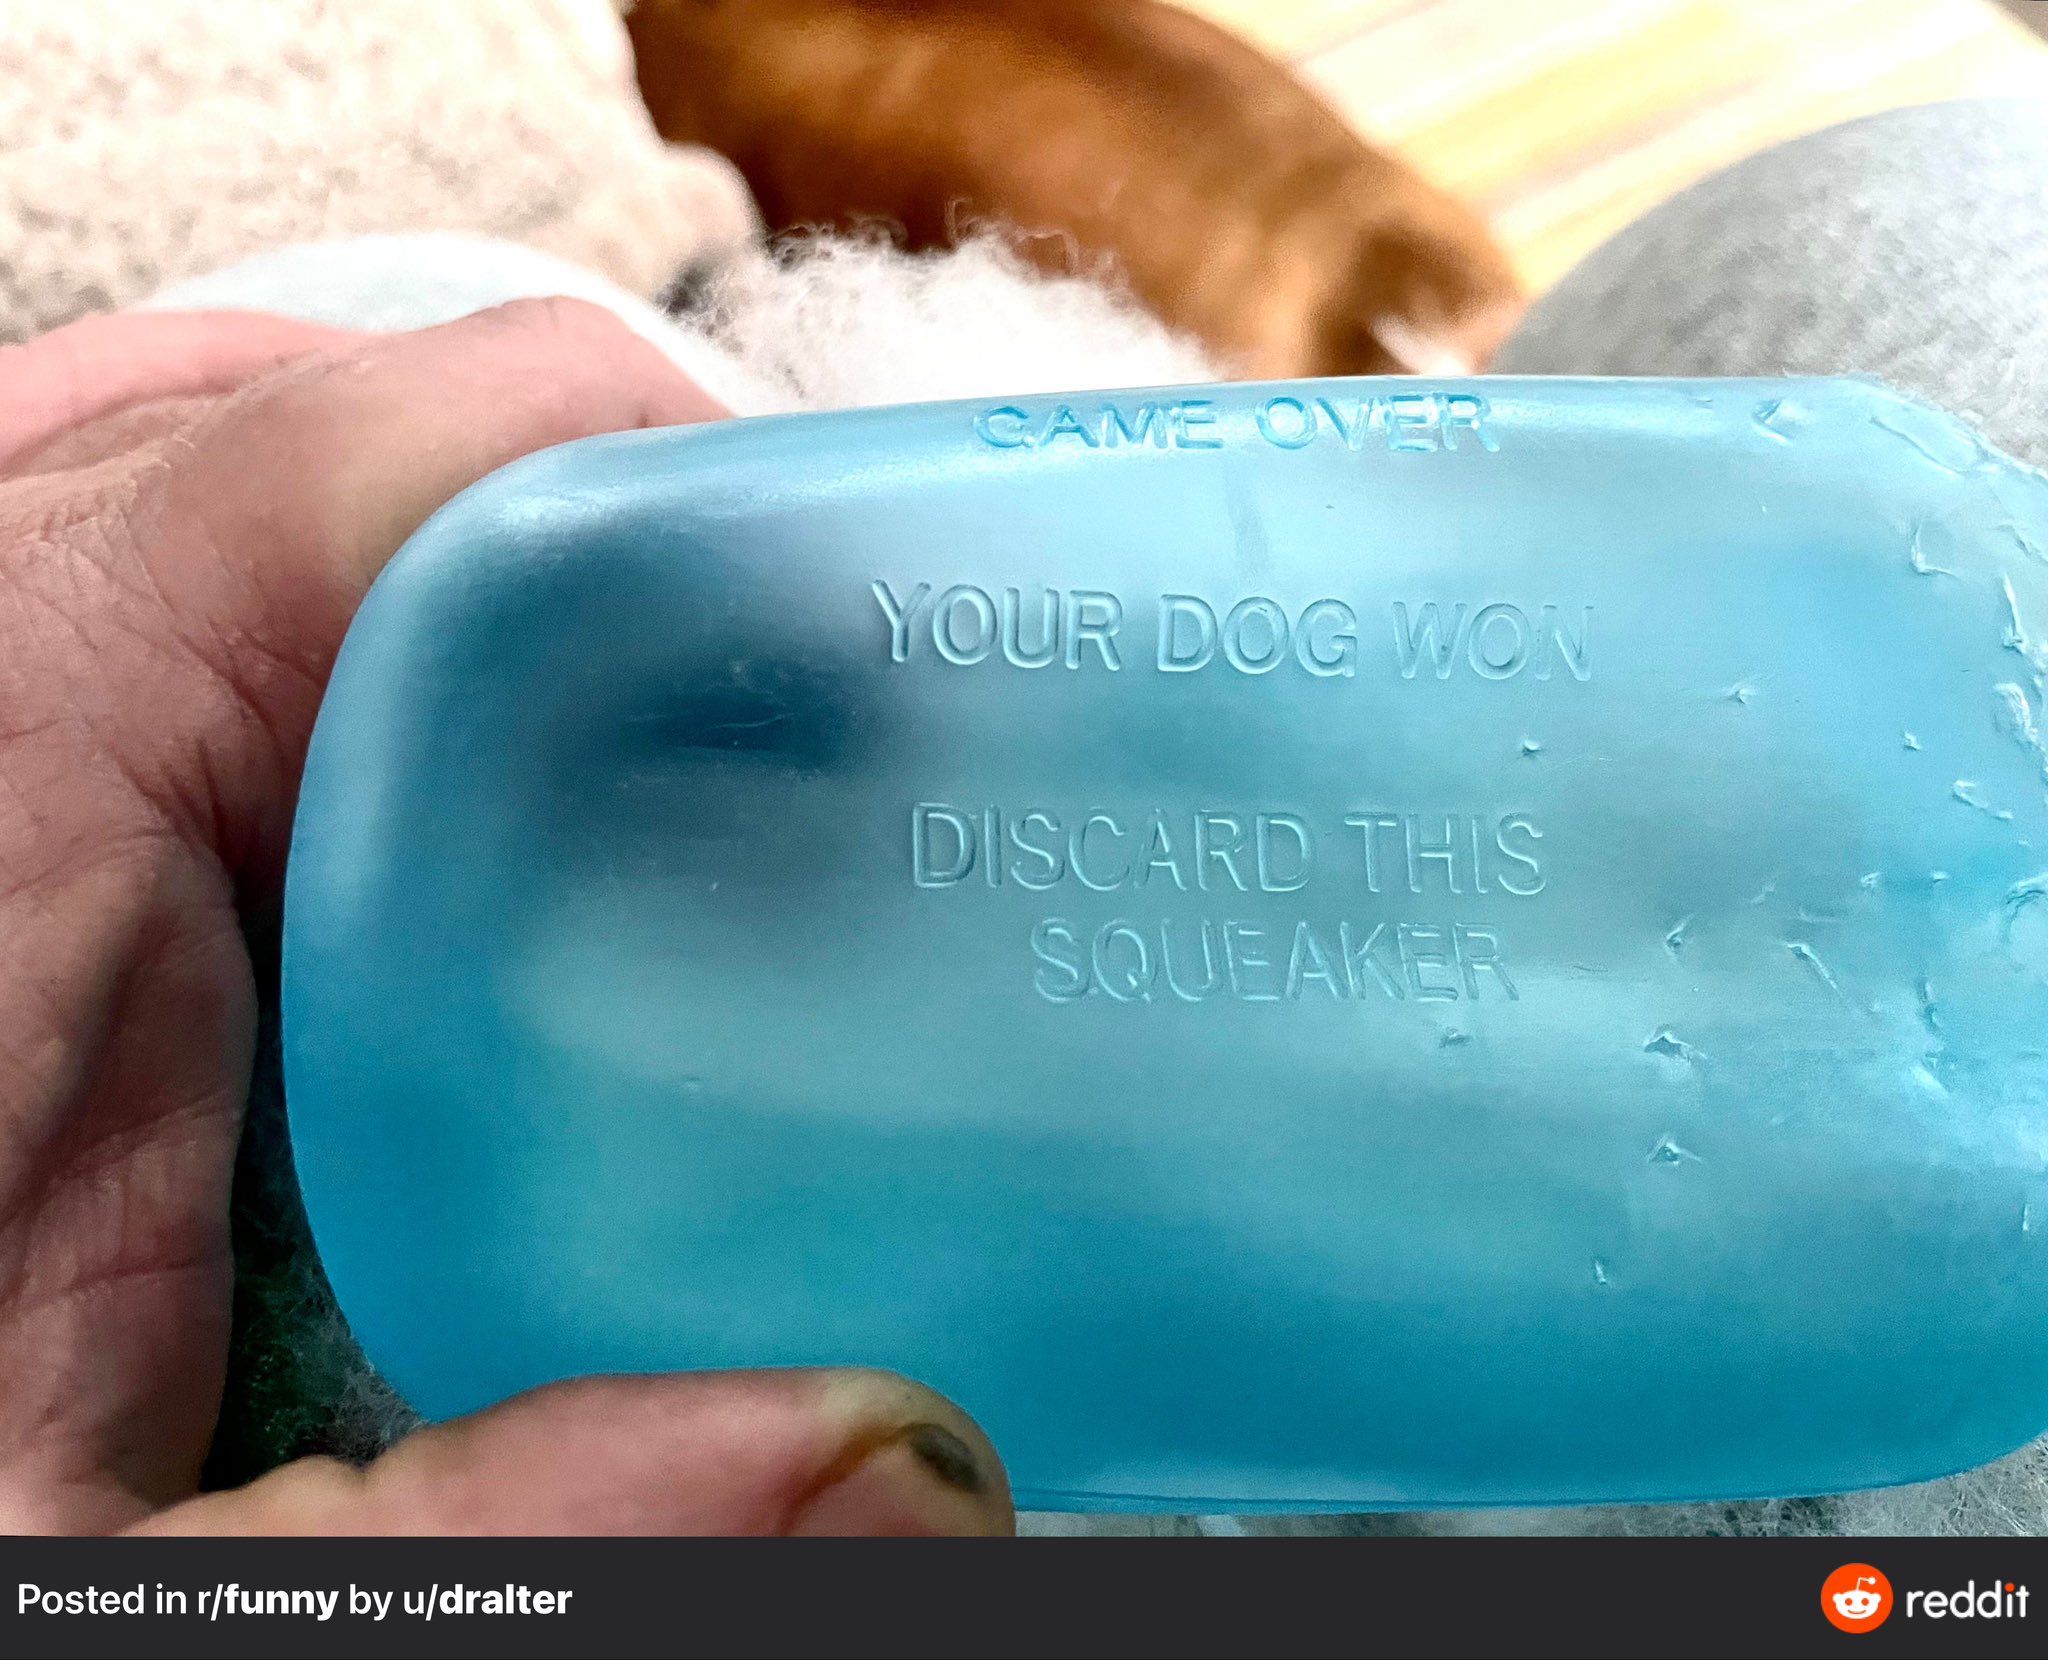 GAME OVER
YOUR DOG WON
DISCARD THIS
SQUEAKER
Posted in r/funny by u/dralter
reddit